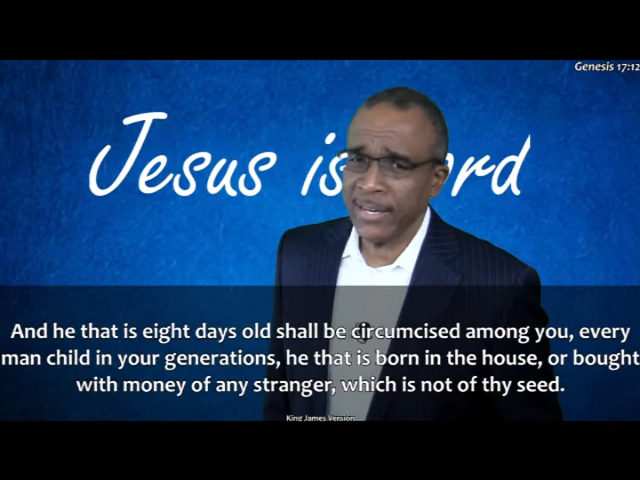 Genesis 17:12
Jesus is
And he that is eight days old shall be circumcised among you, every
man child in your generations, he that is born in the house, or bought
with money of any stranger, which is not of thy seed.
King James Version